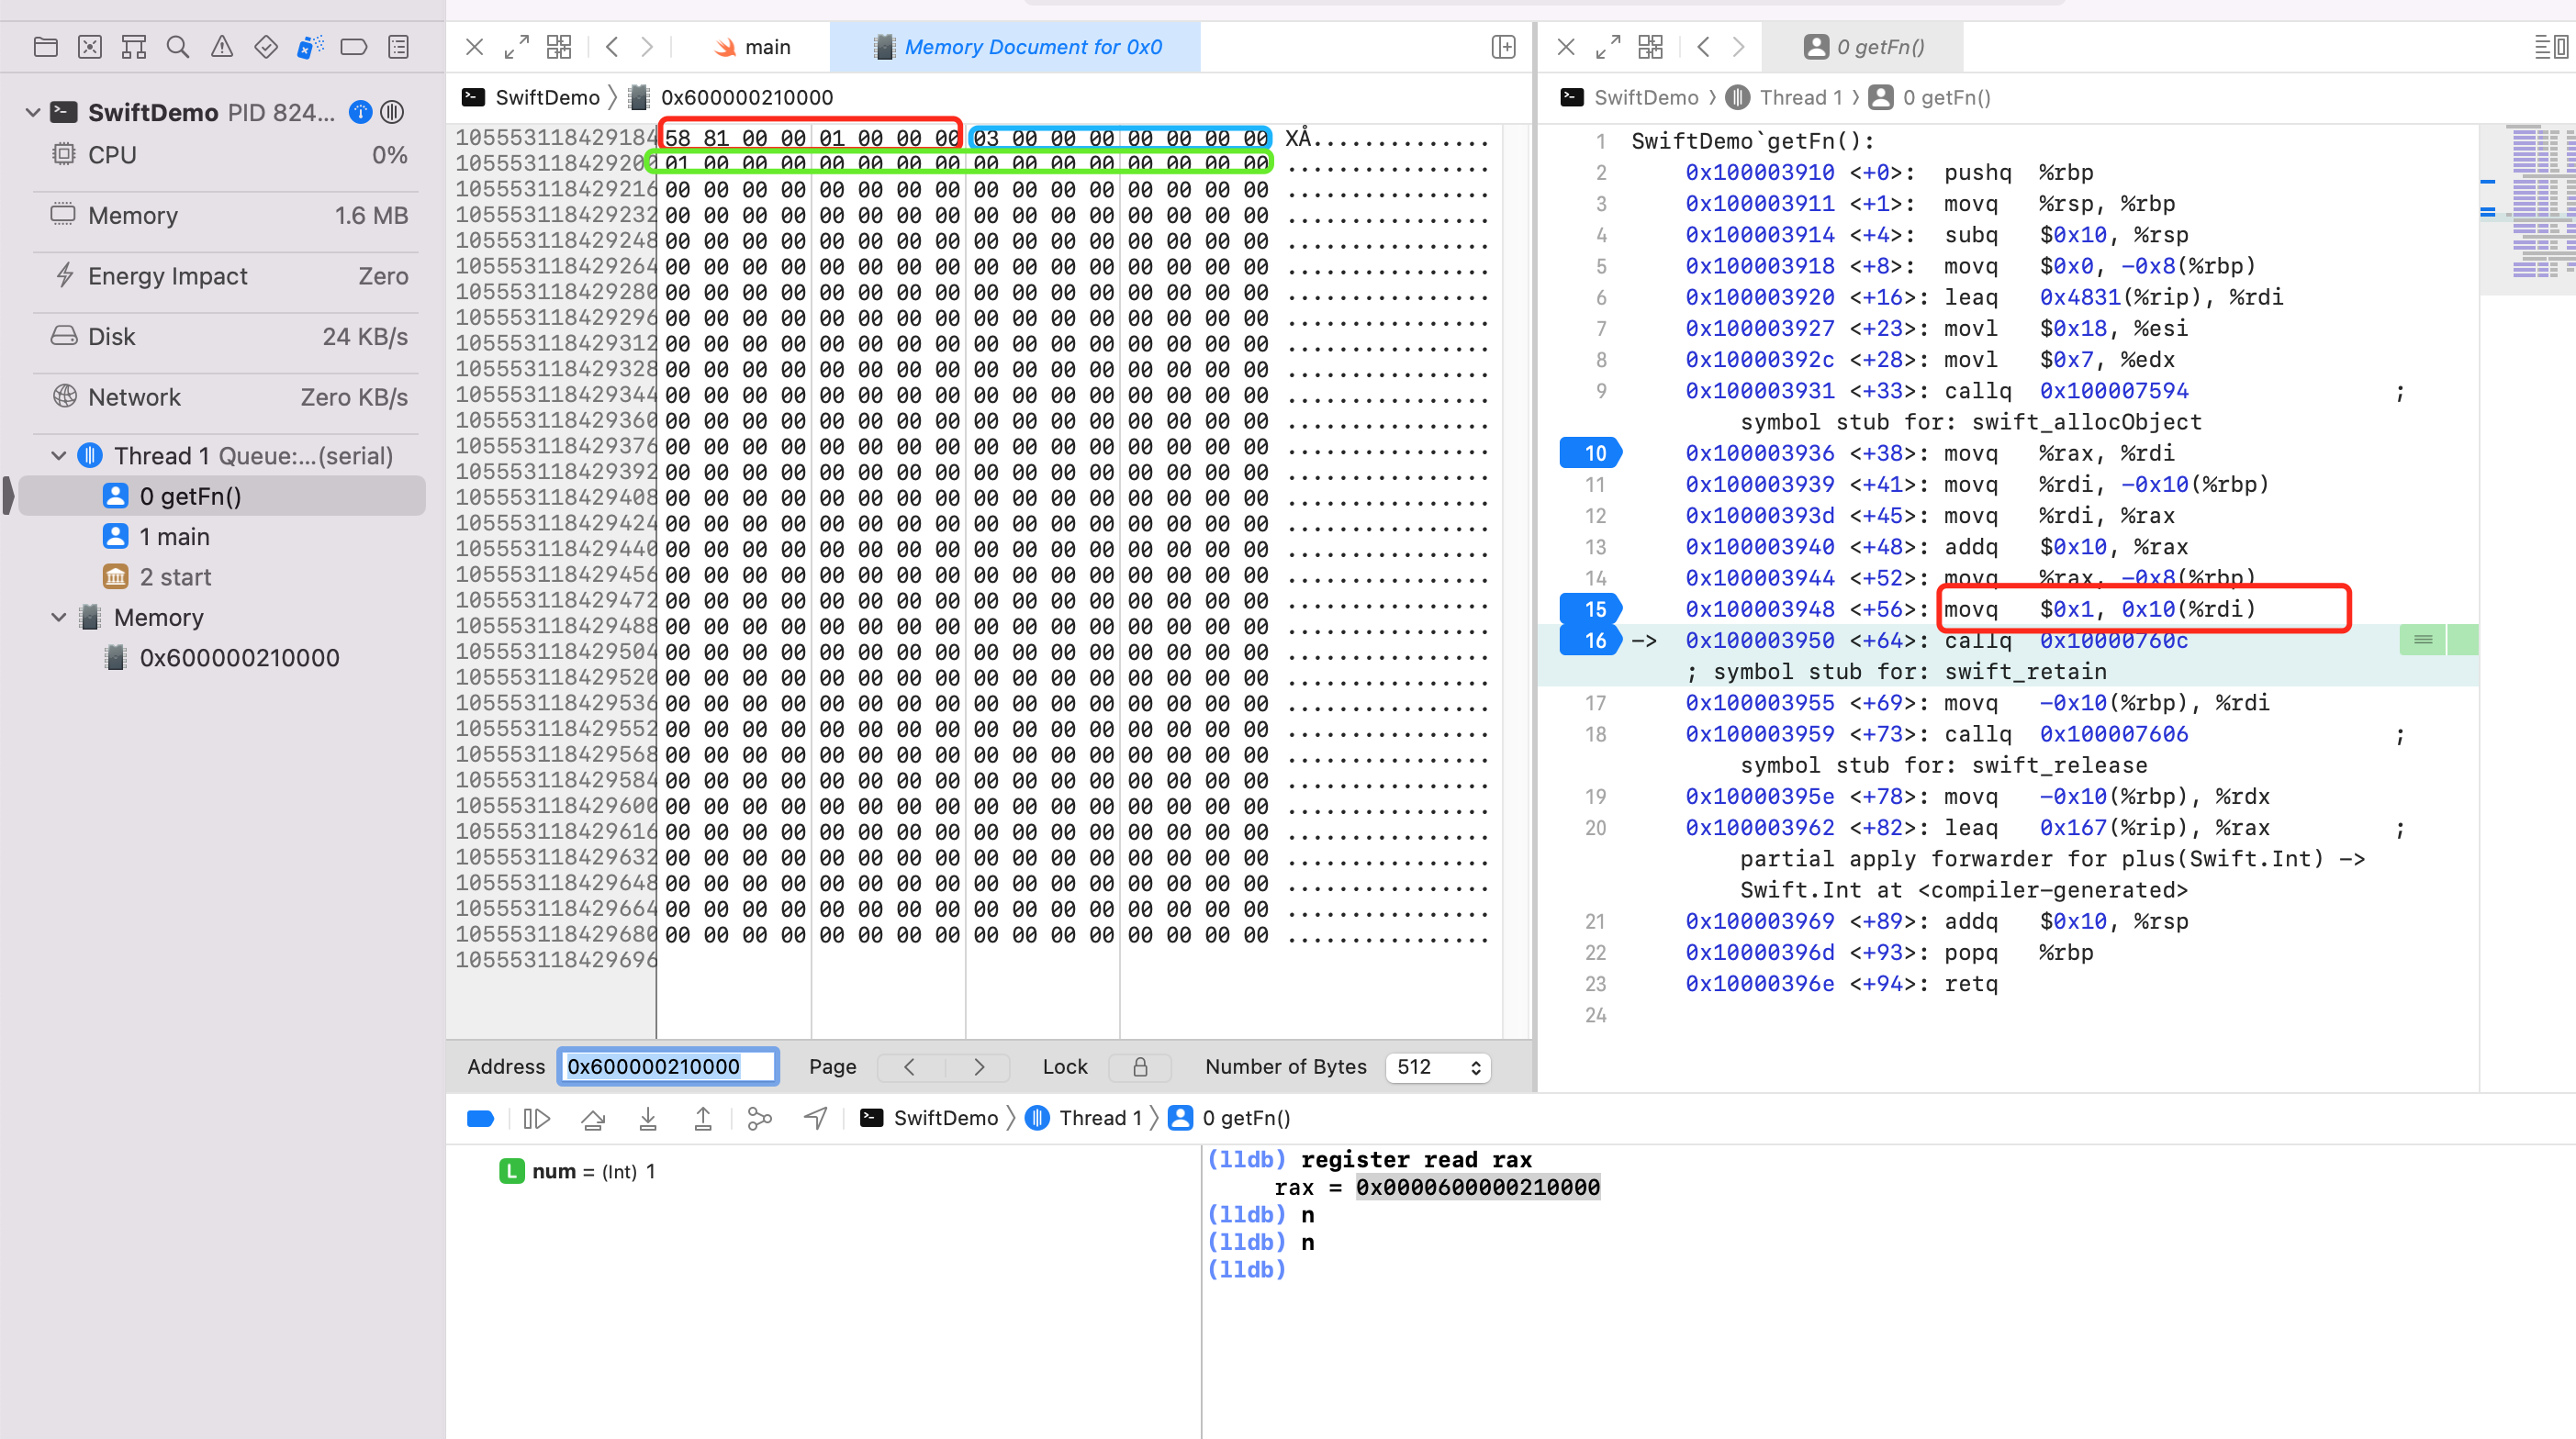 SwiftDemo PID 824...
CPU 0%
Memory 1.6 MB
Energy Impact Zero
Disk 24 KB/s
Network Zero KB/s
Thread 1 Queue:...(serial)
0 getFn()
1 main
2 start
Memory
0x600000210000
main
Memory Document for 0x0
SwiftDemo 〉 0x600000210000
105553118429184 58 81 00 00 01 00 00 00 03 00 00 00 00 00 00 00 XÅ..............
105553118429200 01 00 00 00 00 00 00 00 00 00 00 00 00 00 00 00 ................
105553118429216 00 00 00 00 00 00 00 00 00 00 00 00 00 00 00 00 ................
105553118429232 00 00 00 00 00 00 00 00 00 00 00 00 00 00 00 00 ................
105553118429248 00 00 00 00 00 00 00 00 00 00 00 00 00 00 00 00 ................
105553118429264 00 00 00 00 00 00 00 00 00 00 00 00 00 00 00 00 ................
105553118429280 00 00 00 00 00 00 00 00 00 00 00 00 00 00 00 00 ................
105553118429296 00 00 00 00 00 00 00 00 00 00 00 00 00 00 00 00 ................
105553118429312 00 00 00 00 00 00 00 00 00 00 00 00 00 00 00 00 ................
105553118429328 00 00 00 00 00 00 00 00 00 00 00 00 00 00 00 00 ................
105553118429344 00 00 00 00 00 00 00 00 00 00 00 00 00 00 00 00 ................
105553118429360 00 00 00 00 00 00 00 00 00 00 00 00 00 00 00 00 ................
105553118429376 00 00 00 00 00 00 00 00 00 00 00 00 00 00 00 00 ................
105553118429392 00 00 00 00 00 00 00 00 00 00 00 00 00 00 00 00 ................
105553118429408 00 00 00 00 00 00 00 00 00 00 00 00 00 00 00 00 ................
105553118429424 00 00 00 00 00 00 00 00 00 00 00 00 00 00 00 00 ................
105553118429440 00 00 00 00 00 00 00 00 00 00 00 00 00 00 00 00 ................
105553118429456 00 00 00 00 00 00 00 00 00 00 00 00 00 00 00 00 ................
105553118429472 00 00 00 00 00 00 00 00 00 00 00 00 00 00 00 00 ................
105553118429488 00 00 00 00 00 00 00 00 00 00 00 00 00 00 00 00 ................
105553118429504 00 00 00 00 00 00 00 00 00 00 00 00 00 00 00 00 ................
105553118429520 00 00 00 00 00 00 00 00 00 00 00 00 00 00 00 00 ................
105553118429536 00 00 00 00 00 00 00 00 00 00 00 00 00 00 00 00 ................
105553118429552 00 00 00 00 00 00 00 00 00 00 00 00 00 00 00 00 ................
105553118429568 00 00 00 00 00 00 00 00 00 00 00 00 00 00 00 00 ................
105553118429584 00 00 00 00 00 00 00 00 00 00 00 00 00 00 00 00 ................
105553118429600 00 00 00 00 00 00 00 00 00 00 00 00 00 00 00 00 ................
105553118429616 00 00 00 00 00 00 00 00 00 00 00 00 00 00 00 00 ................
105553118429632 00 00 00 00 00 00 00 00 00 00 00 00 00 00 00 00 ................
105553118429648 00 00 00 00 00 00 00 00 00 00 00 00 00 00 00 00 ................
105553118429664 00 00 00 00 00 00 00 00 00 00 00 00 00 00 00 00 ................
105553118429680 00 00 00 00 00 00 00 00 00 00 00 00 00 00 00 00 ................
105553118429696
Address 0x600000210000 Page Lock Number of Bytes 512
0 getFn()
SwiftDemo 〉 Thread 1 〉 0 getFn()
1 SwiftDemo`getFn():
2 0x100003910 <+0>: pushq %rbp
3 0x100003911 <+1>: movq %rsp, %rbp
4 0x100003914 <+4>: subq $0x10, %rsp
5 0x100003918 <+8>: movq $0x0, -0x8(%rbp)
6 0x100003920 <+16>: leaq 0x4831(%rip), %rdi
7 0x100003927 <+23>: movl $0x18, %esi
8 0x10000392c <+28>: movl $0x7, %edx
9 0x100003931 <+33>: callq 0x100007594 ;
symbol stub for: swift_allocObject
10 0x100003936 <+38>: movq %rax, %rdi
11 0x100003939 <+41>: movq %rdi, -0x10(%rbp)
12 0x10000393d <+45>: movq %rdi, %rax
13 0x100003940 <+48>: addq $0x10, %rax
14 0x100003944 <+52>: movq %rax, -0x8(%rbp)
15 0x100003948 <+56>: movq $0x1, 0x10(%rdi)
16 -> 0x100003950 <+64>: callq 0x10000760c
; symbol stub for: swift_retain
17 0x100003955 <+69>: movq -0x10(%rbp), %rdi
18 0x100003959 <+73>: callq 0x100007606 ;
symbol stub for: swift_release
19 0x10000395e <+78>: movq -0x10(%rbp), %rdx
20 0x100003962 <+82>: leaq 0x167(%rip), %rax ;
partial apply forwarder for plus(Swift.Int) ->
Swift.Int at <compiler-generated>
21 0x100003969 <+89>: addq $0x10, %rsp
22 0x10000396d <+93>: popq %rbp
23 0x10000396e <+94>: retq
24
SwiftDemo 〉 Thread 1 〉 0 getFn()
L num = (Int) 1
(lldb) register read rax
rax = 0x0000600000210000
(lldb) n
(lldb) n
(lldb)